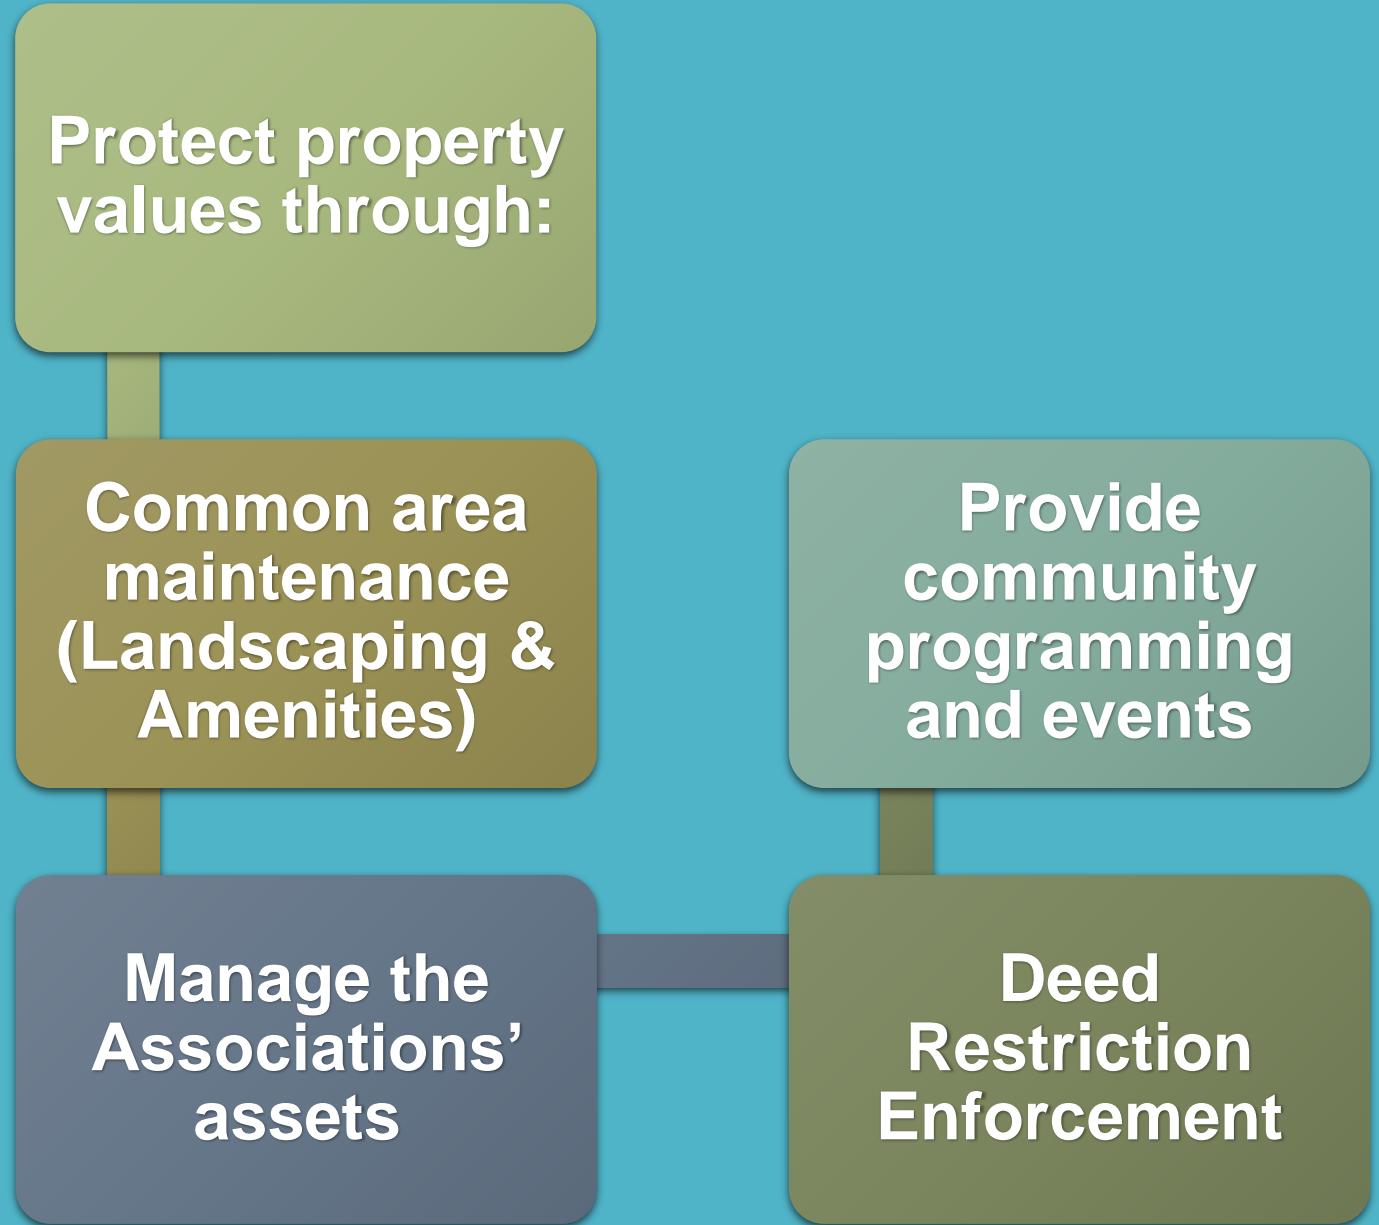 Protect property
values through:
Common area
maintenance
(Landscaping &
Amenities)
Manage the
Associations’
assets
Deed
Restriction
Enforcement
Provide
community
programming
and events